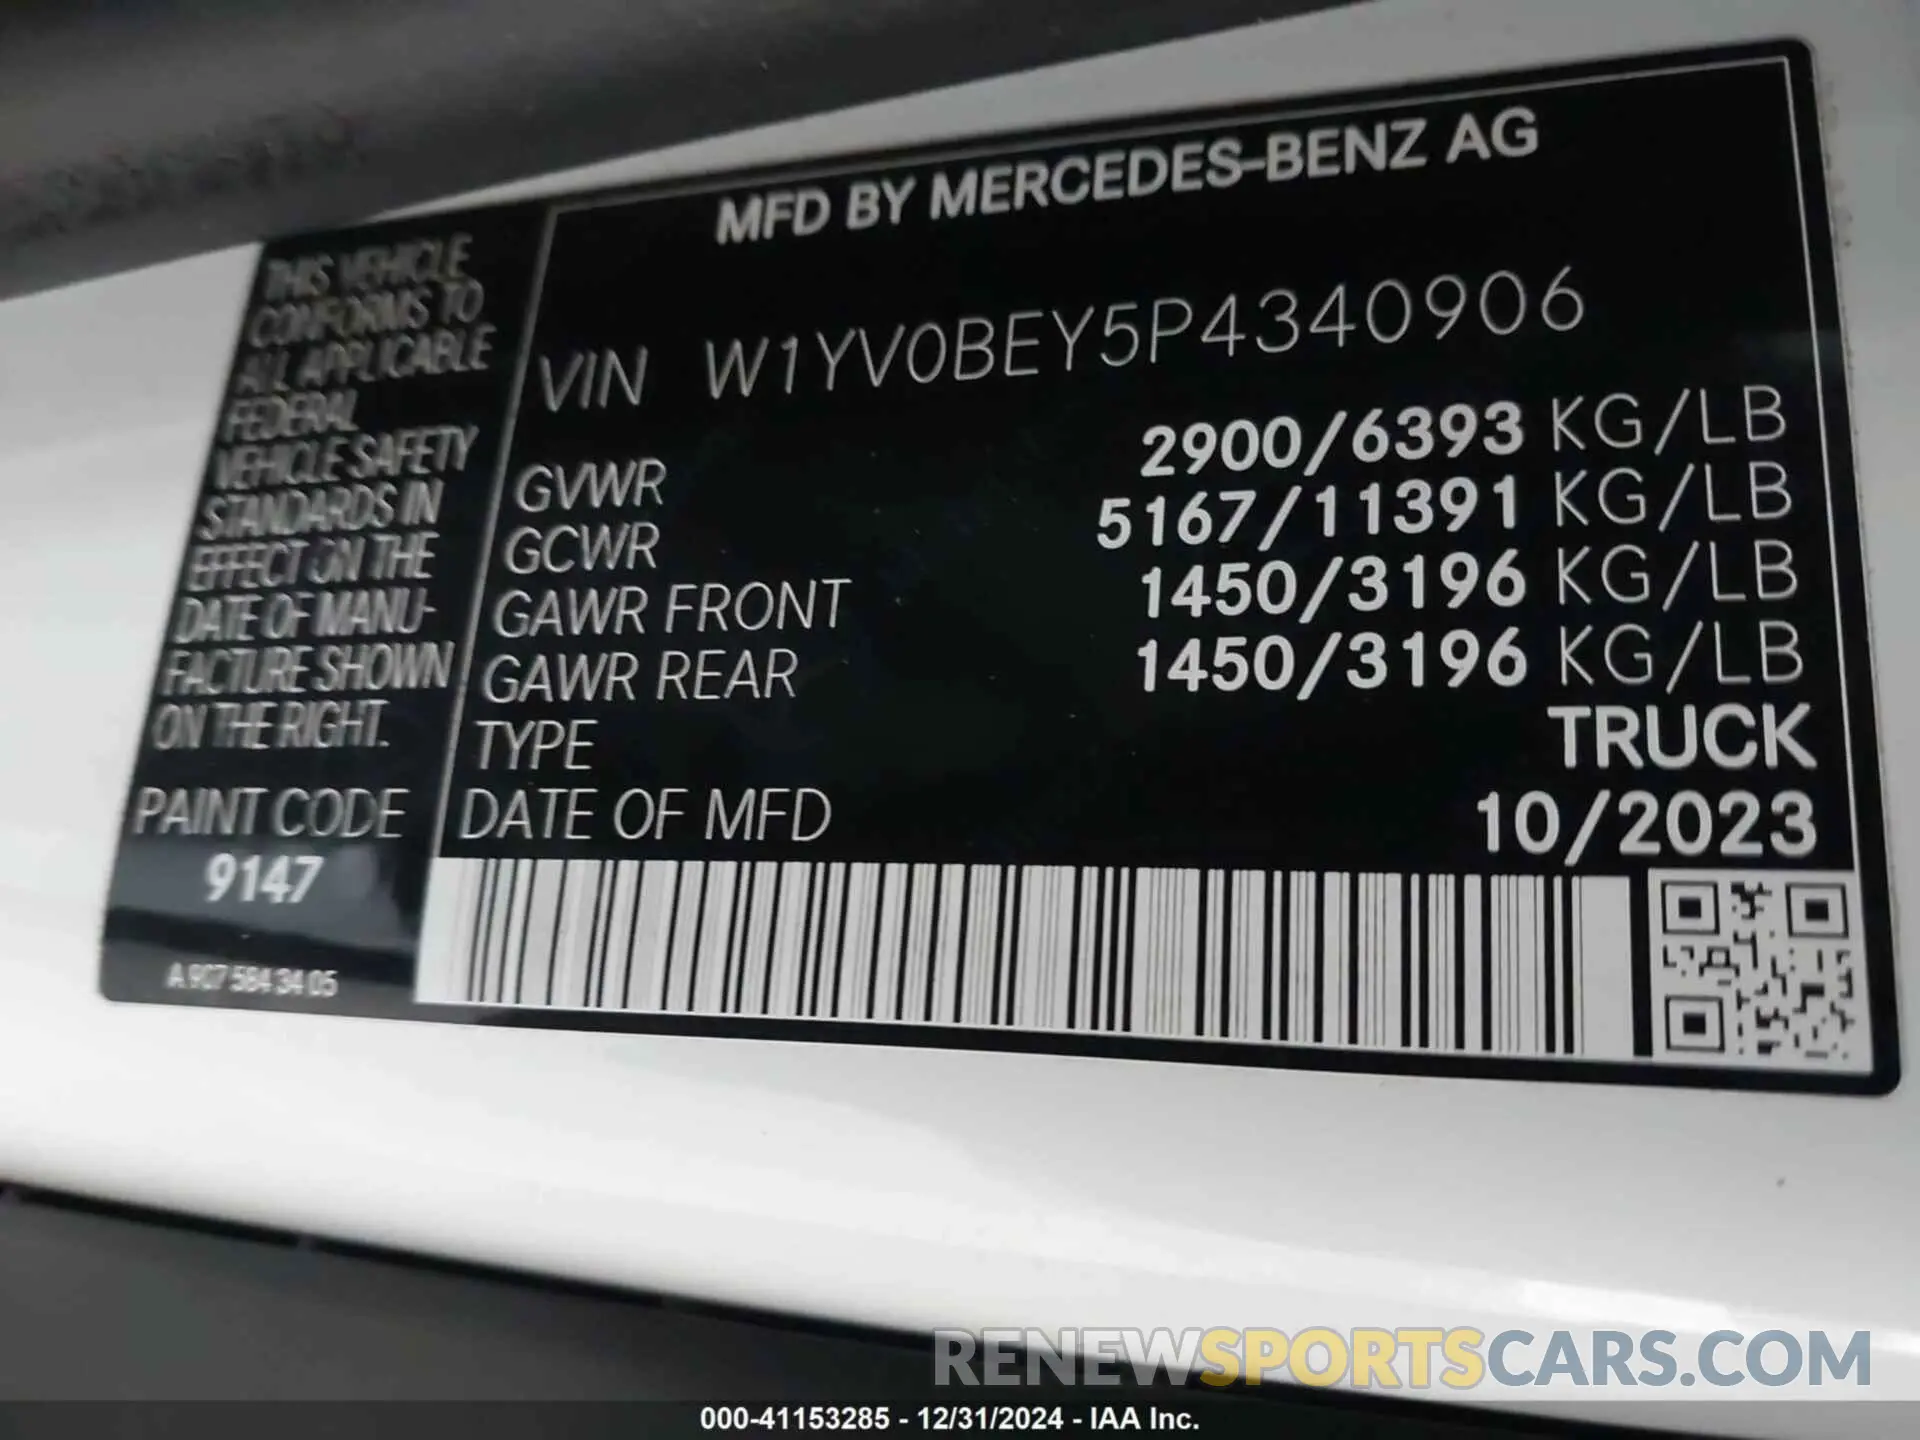 MFD BY MERCEDES-BENZ AG
THIS VEHICLE
CONFORMS TO
ALL APPLICABLE
FEDERAL
VEHICLE SAFETY
STANDARDS IN
EFFECT ON THE
DATE OF MANU-
FACTURE SHOWN
ON THE RIGHT.
PAINT CODE
9147
A 907 584 34 05
VIN W1YV0BEY5P4340906
GVWR 2900/6393 KG/LB
GCWR 5167/11391 KG/LB
GAWR FRONT 1450/3196 KG/LB
GAWR REAR 1450/3196 KG/LB
TYPE TRUCK
DATE OF MFD 10/2023
RENEWSPORTSCARS.COM
000-41153285 - 12/31/2024 - IAA Inc.